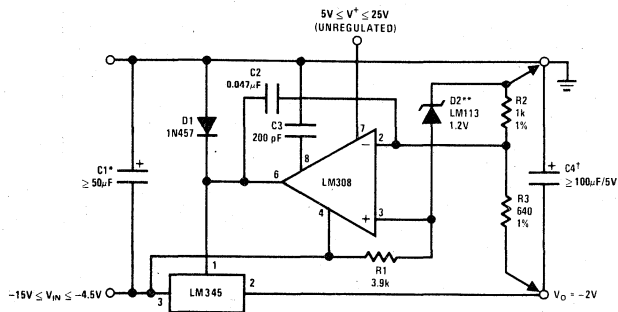 5V ≤ V+ ≤ 25V
(UNREGULATED)
C2
0.047μF
D1
1N457
C3
200 pF
D2**
LM113
1.2V
R2
1k
1%
7
2
−
8
C1*
≥ 50μF
+
6
LM308
C4†
≥ 100μF/5V
+
R3
640
1%
4
+
3
R1
3.9k
1
−15V ≤ VIN ≤ −4.5V
3
LM345
2
VO = −2V